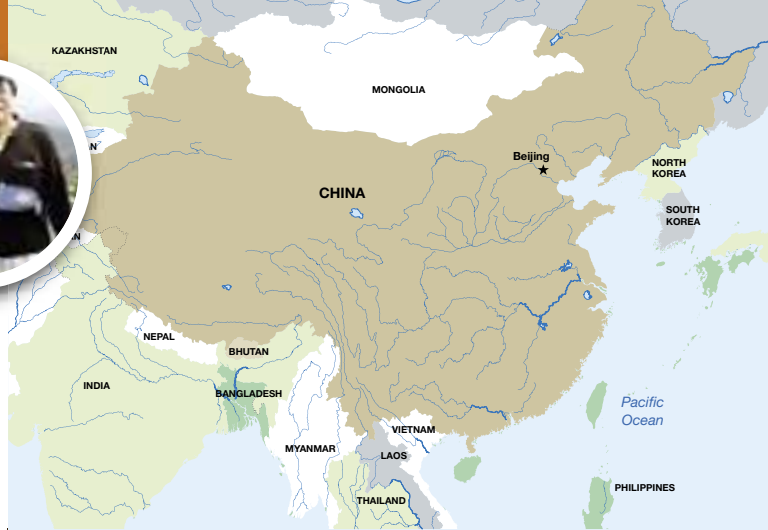 KAZAKHSTAN
MONGOLIA
Beijing
NORTH
KOREA
CHINA
SOUTH
KOREA
NEPAL
BHUTAN
INDIA
BANGLADESH
Pacific
Ocean
VIETNAM
MYANMAR
LAOS
THAILAND
PHILIPPINES